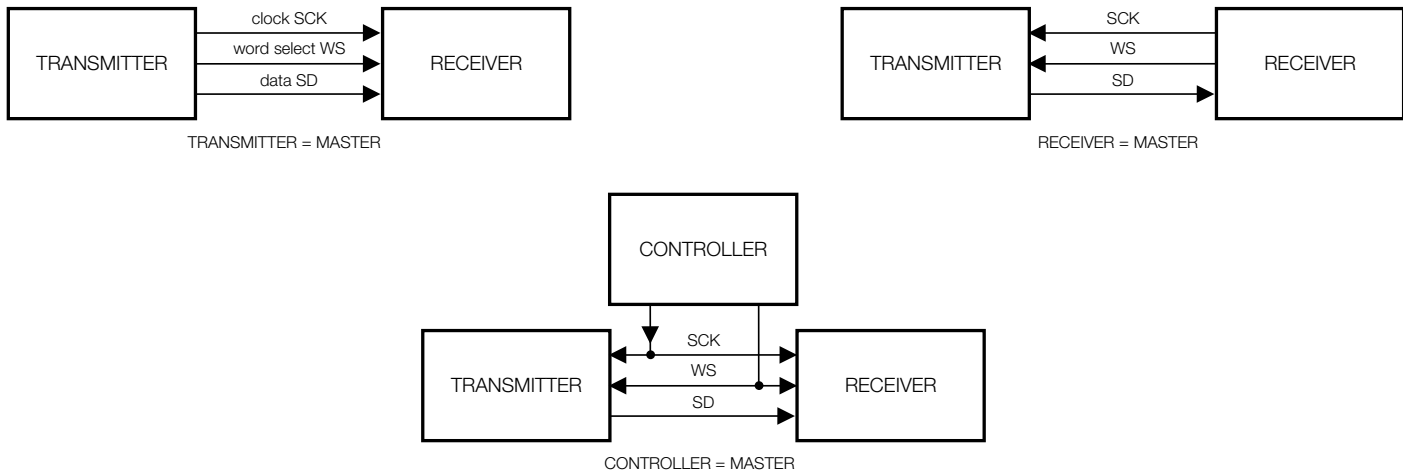 TRANSMITTER
clock SCK
word select WS
data SD
RECEIVER
TRANSMITTER = MASTER
TRANSMITTER
SCK
WS
SD
RECEIVER
RECEIVER = MASTER
CONTROLLER
TRANSMITTER
SCK
WS
SD
RECEIVER
CONTROLLER = MASTER